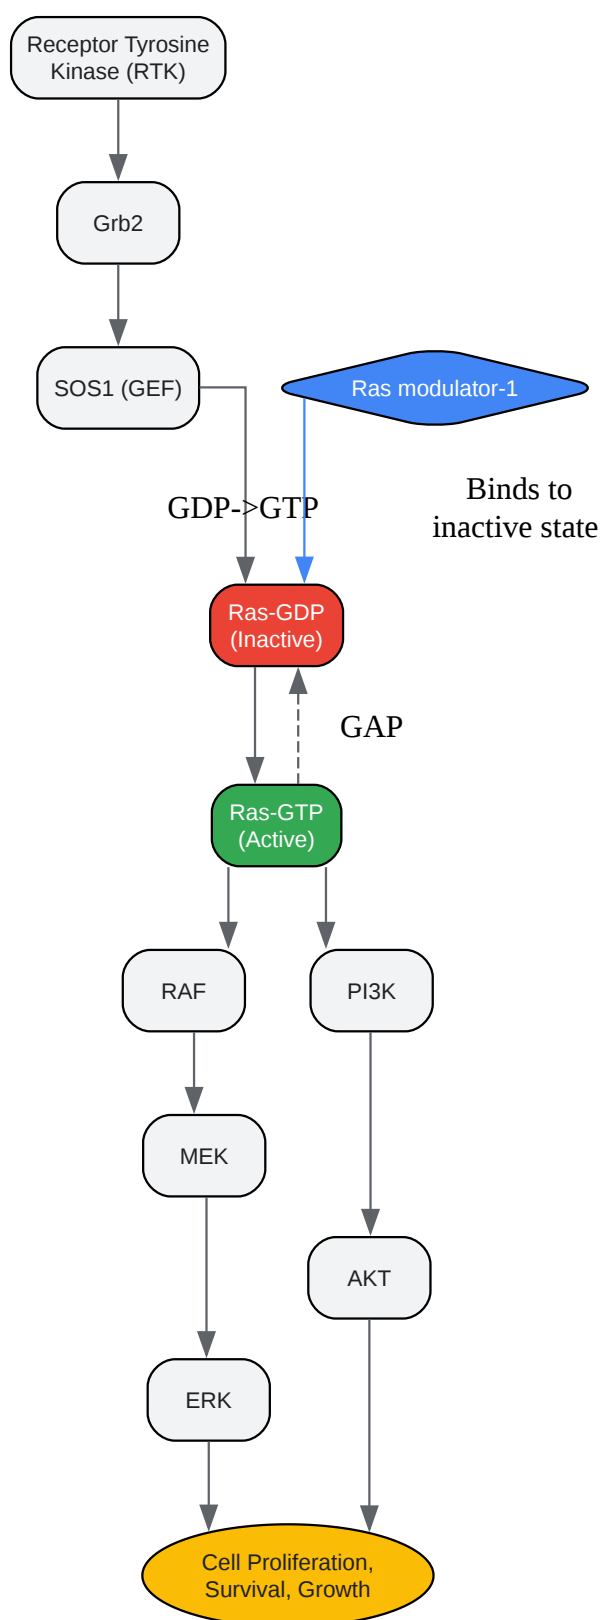 Receptor Tyrosine
Kinase (RTK)
Grb2
SOS1 (GEF)
Ras modulator-1
GDP->GTP
Binds to
inactive state
Ras-GDP
(Inactive)
GAP
Ras-GTP
(Active)
RAF
PI3K
MEK
AKT
ERK
Cell Proliferation,
Survival, Growth